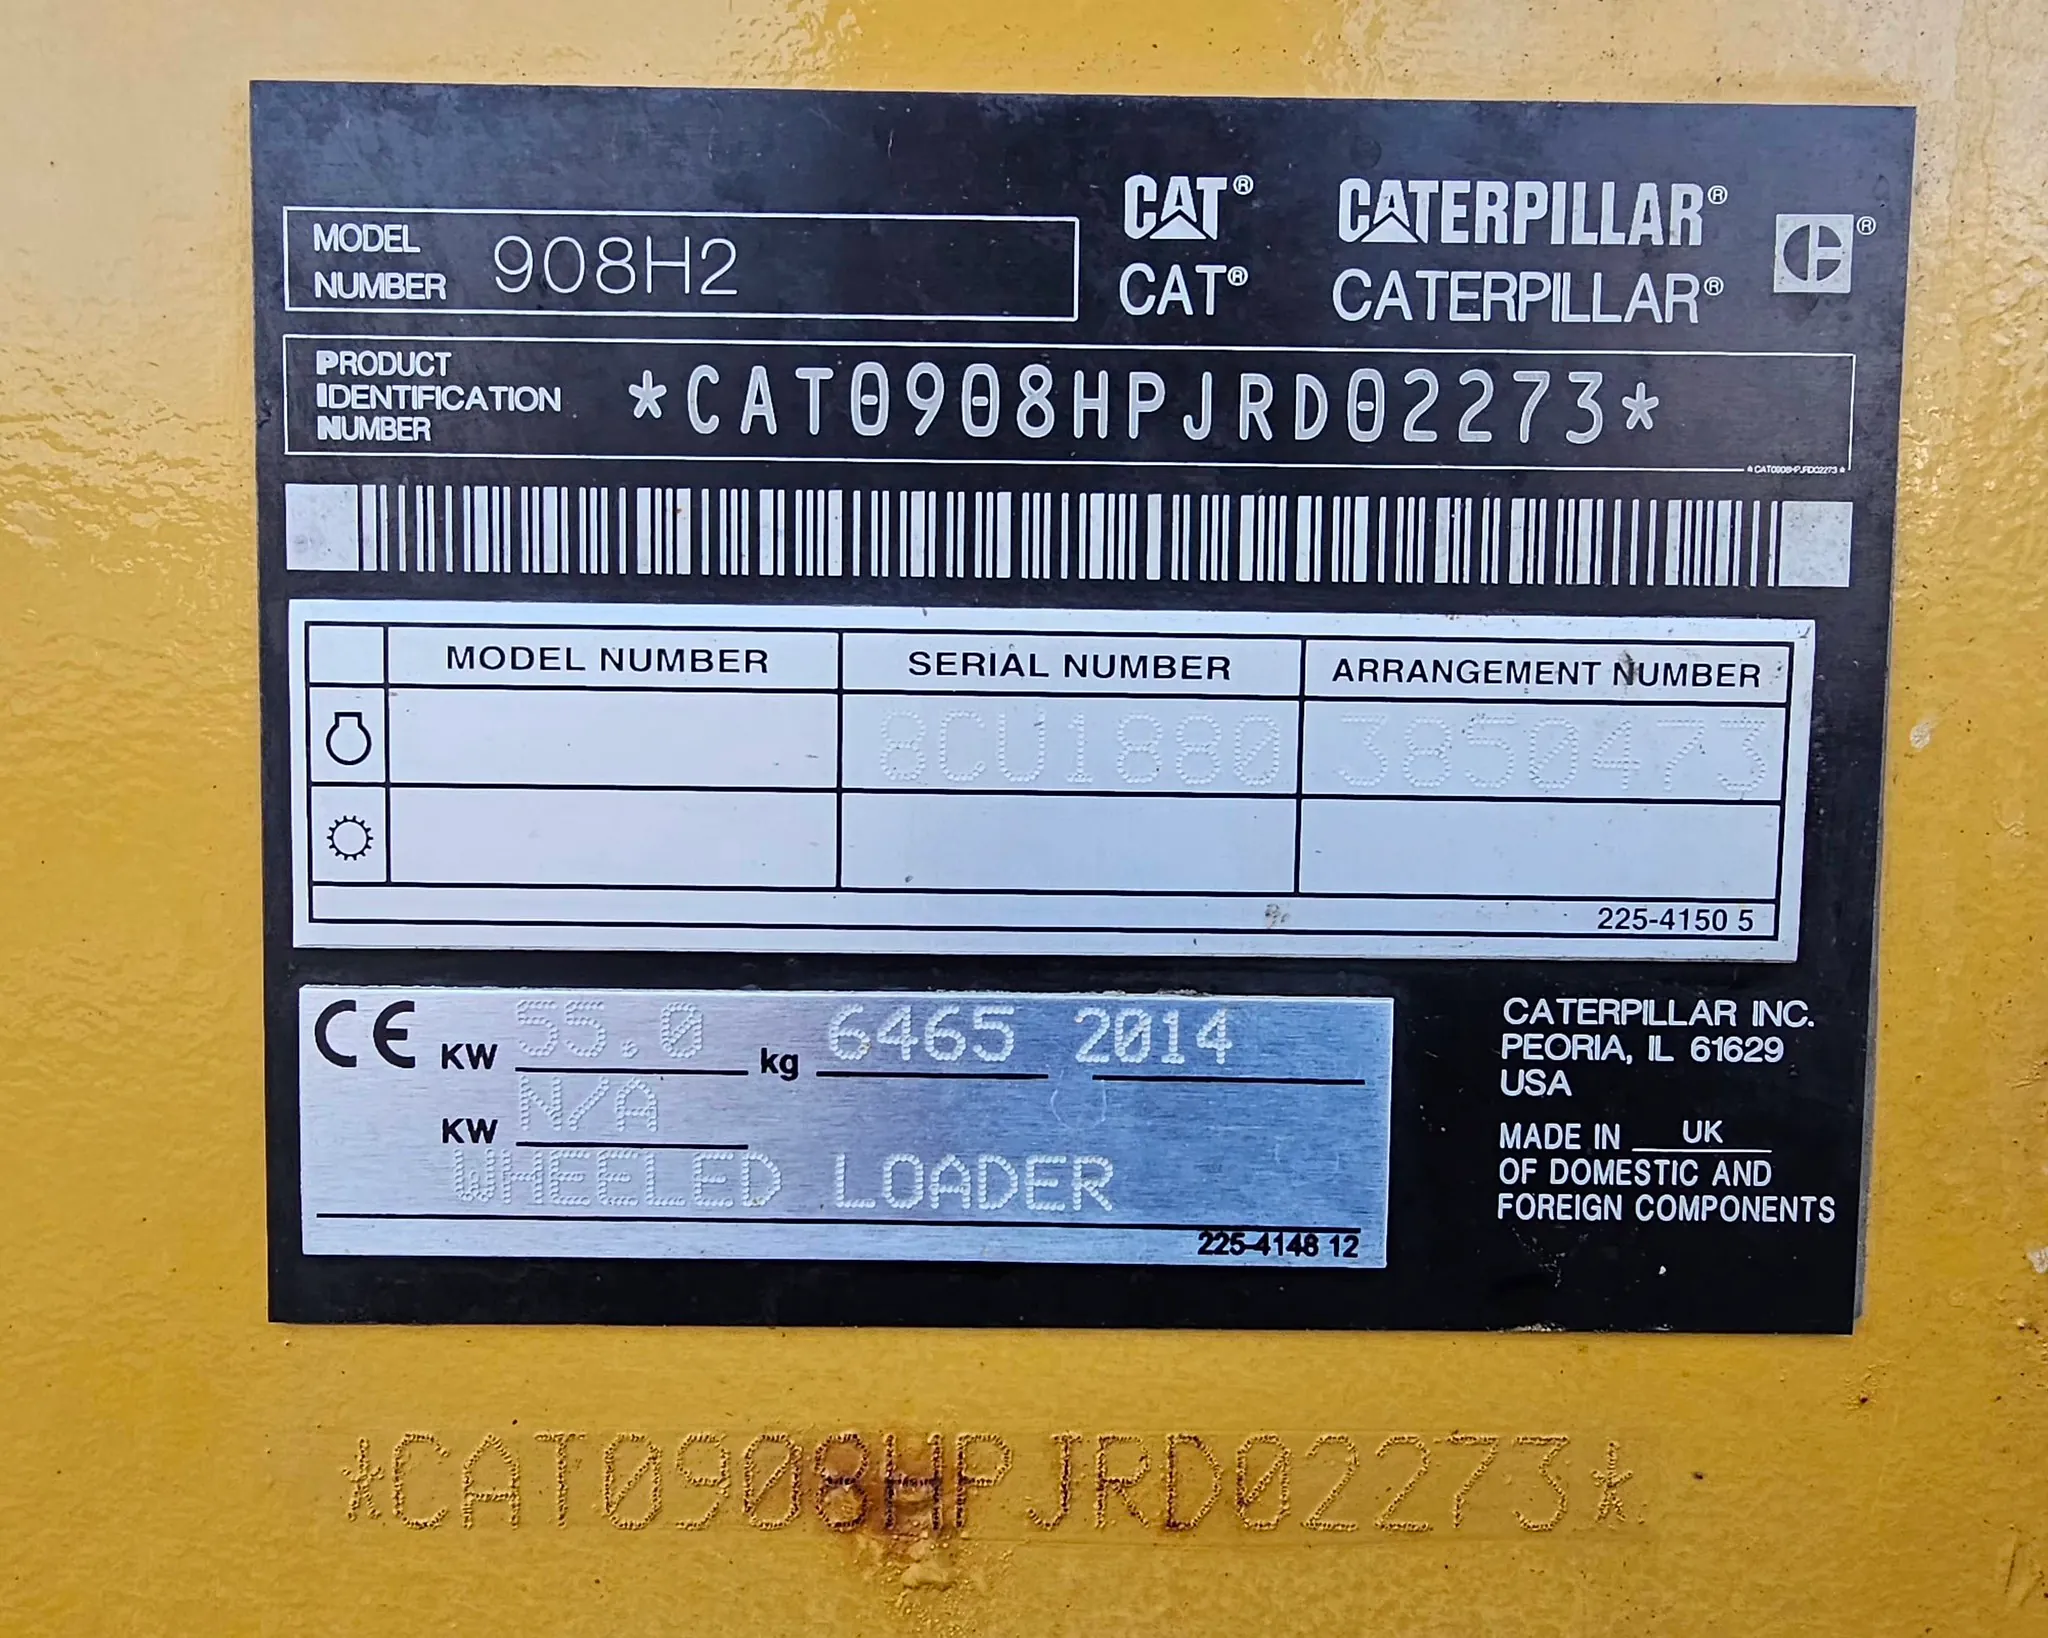 CAT® CATERPILLAR®
MODEL NUMBER 908H2
CAT® CATERPILLAR®
PRODUCT IDENTIFICATION NUMBER *CAT0908HPJRD02273*
*CAT0908HPJRD02273*
MODEL NUMBER SERIAL NUMBER ARRANGEMENT NUMBER
8CU1880 3850473
225-4150 5
CE KW 55.0 kg 6465 2014
KW N/A
WHEELED LOADER
225-4148 12
CATERPILLAR INC.
PEORIA, IL 61629
USA
MADE IN UK
OF DOMESTIC AND
FOREIGN COMPONENTS
*CAT0908HPJRD02273*